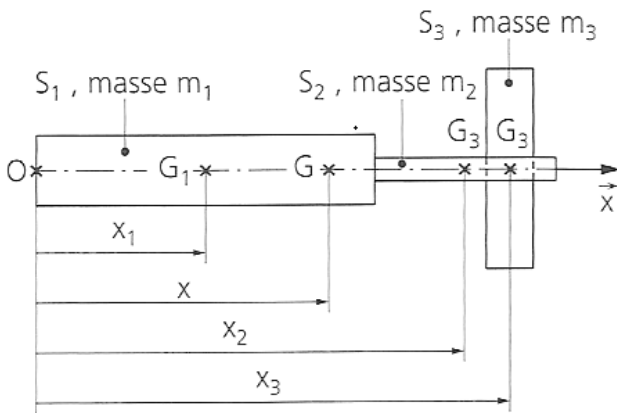 S3 , masse m3
S1 , masse m1
S2 , masse m2
G3 G3
O G1 G
x
x1
x
x2
x3